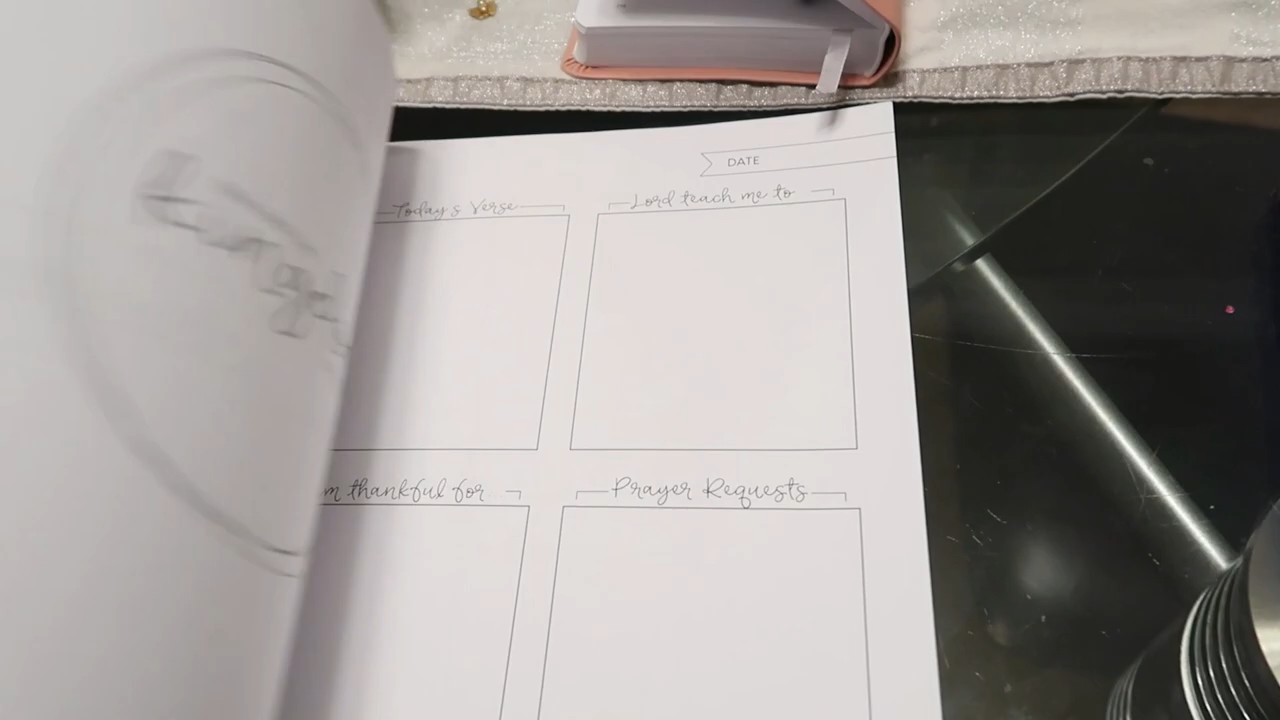 DATE
Today's Verse
Lord teach me to
thankful for
Prayer Requests